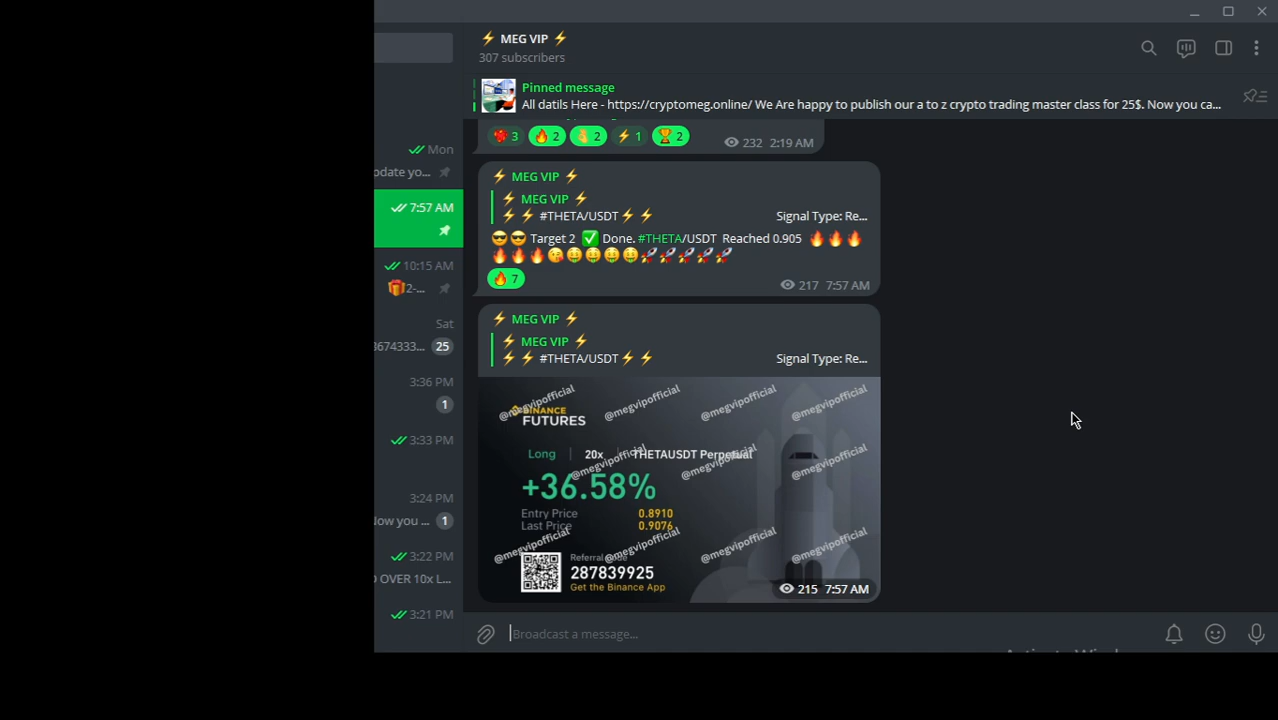 ⚡ MEG VIP ⚡
307 subscribers
Pinned message
All datils Here - https://cryptomeg.online/ We Are happy to publish our a to z crypto trading master class for 25$. Now you ca...
3 🔥 2 2 ⚡ 1 🏆 2
232 2:19 AM
Mon
odate yo...
7:57 AM
10:15 AM
🎁2-...
Sat
3674333... 25
3:36 PM
1
3:33 PM
3:24 PM
Now you ... 1
3:22 PM
O OVER 10x L...
3:21 PM
⚡ MEG VIP ⚡
⚡ MEG VIP ⚡
⚡ ⚡ #THETA/USDT⚡ ⚡ Signal Type: Re...
😎😎 Target 2 ✅ Done. #THETA/USDT Reached 0.905 🔥🔥🔥
🔥🔥🔥😘🤑🤑🤑🤑🚀🚀🚀🚀🚀
🔥 7
217 7:57 AM
⚡ MEG VIP ⚡
⚡ MEG VIP ⚡
⚡ ⚡ #THETA/USDT⚡ ⚡ Signal Type: Re...
@megvipofficial @megvipofficial @megvipofficial @megvipofficial
BINANCE
FUTURES
Long | 20x | THETAUSDT Perpetual
@megvipofficial @megvipofficial @megvipofficial
+36.58%
Entry Price 0.8910
Last Price 0.9076
@megvipofficial @megvipofficial @megvipofficial @megvipofficial
Referral Code
287839925
Get the Binance App
215 7:57 AM
Broadcast a message...